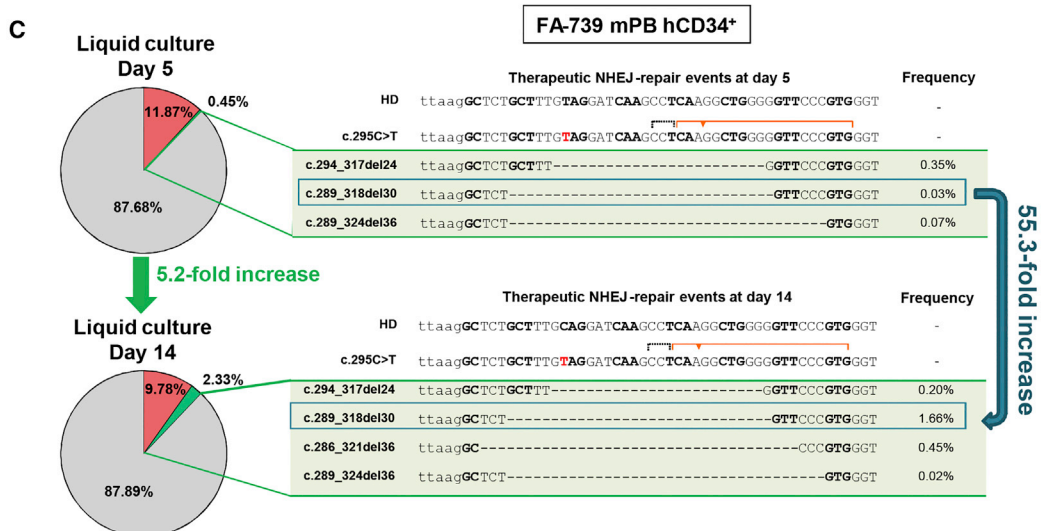 C
FA-739 mPB hCD34+
Liquid culture
Day 5
11.87%
0.45%
87.68%
Therapeutic NHEJ-repair events at day 5 Frequency
HD ttaagGCTCTGCTTTGTAGGATCAAGCCTCAAGGCTGGGGGTTCCCGTGGGT -
c.295C>T ttaagGCTCTGCTTTGTAGGATCAAGCCTCAAGGCTGGGGGTTCCCGTGGGT -
c.294_317del24 ttaagGCTCTGCTTT------------------------GGTTCCCGTGGGT 0.35%
c.289_318del30 ttaagGCTCT------------------------------GTTCCCGTGGGT 0.03%
c.289_324del36 ttaagGCTCT------------------------------------GTGGGT 0.07%
5.2-fold increase
55.3-fold increase
Liquid culture
Day 14
9.78%
2.33%
87.89%
Therapeutic NHEJ-repair events at day 14 Frequency
HD ttaagGCTCTGCTTTGCAGGATCAAGCCTCAAGGCTGGGGGTTCCCGTGGGT -
c.295C>T ttaagGCTCTGCTTTGTAGGATCAAGCCTCAAGGCTGGGGGTTCCCGTGGGT -
c.294_317del24 ttaagGCTCTGCTTT------------------------GGTTCCCGTGGGT 0.20%
c.289_318del30 ttaagGCTCT------------------------------GTTCCCGTGGGT 1.66%
c.286_321del36 ttaagGC------------------------------------CCCGTGGGT 0.45%
c.289_324del36 ttaagGCTCT------------------------------------GTGGGT 0.02%